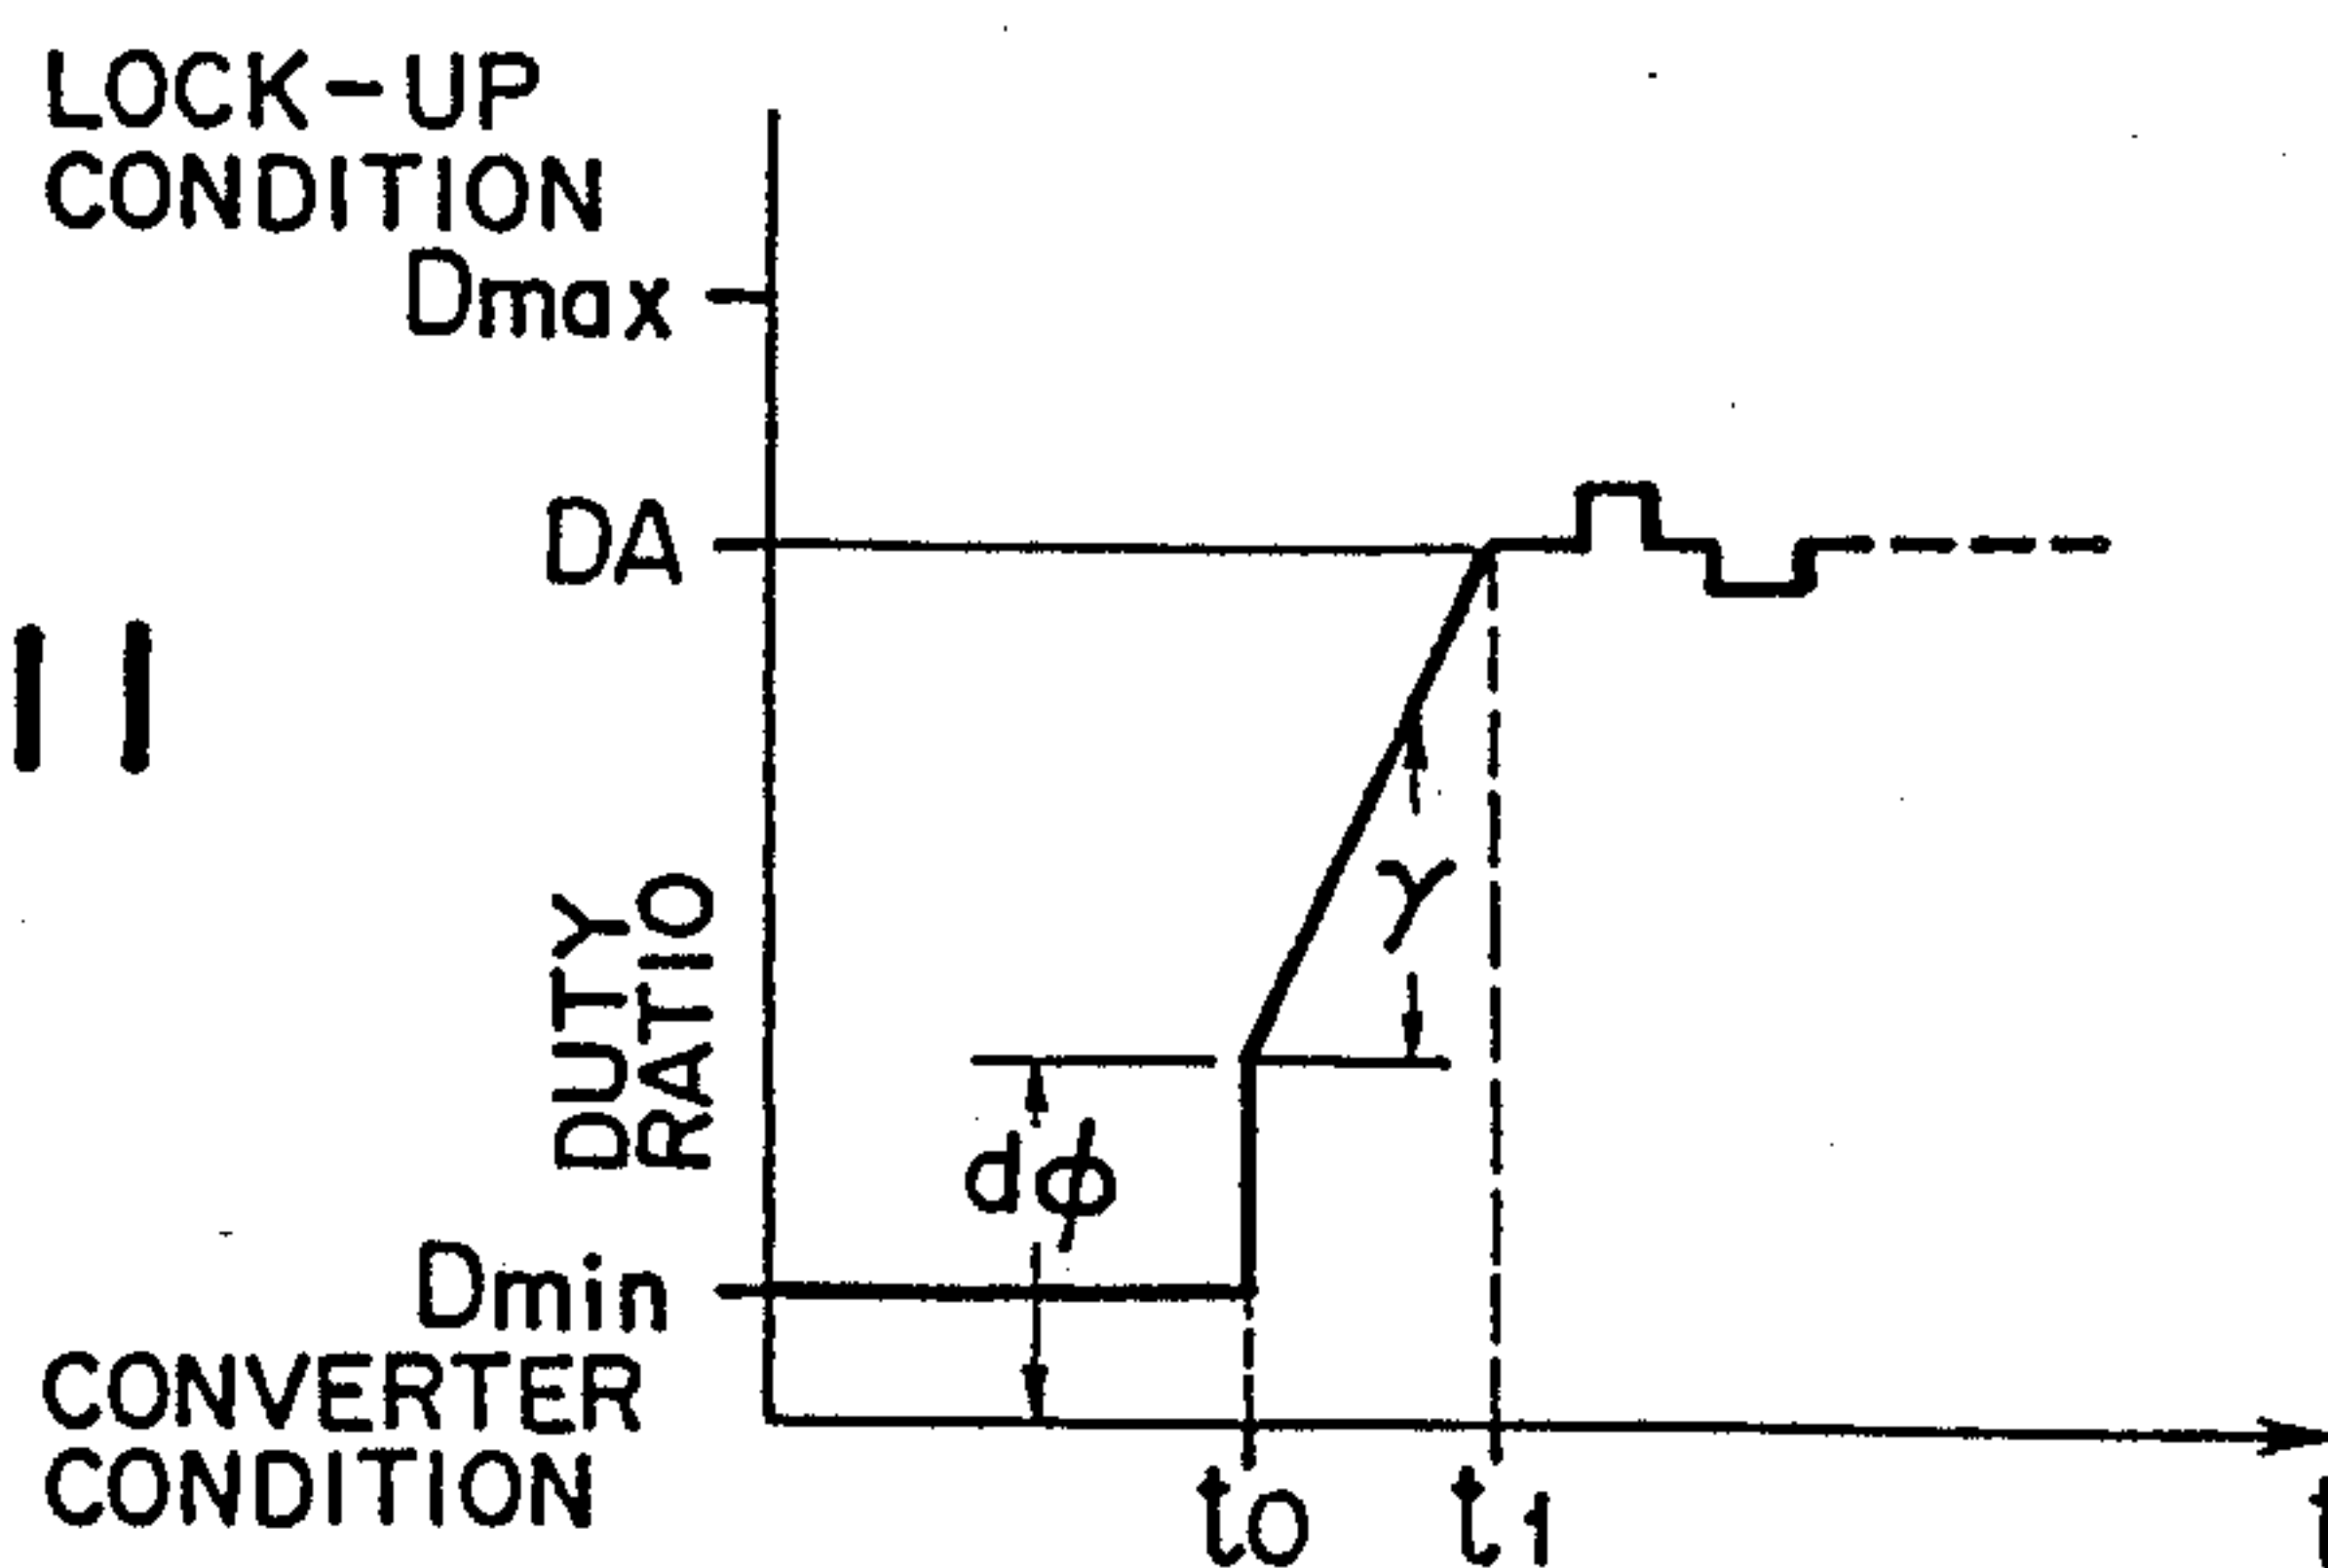 LOCK-UP
CONDITION
Dmax
DA
11
γ
DUTY
RATIO
dϕ
Dmin
CONVERTER
CONDITION
t0
t1
t